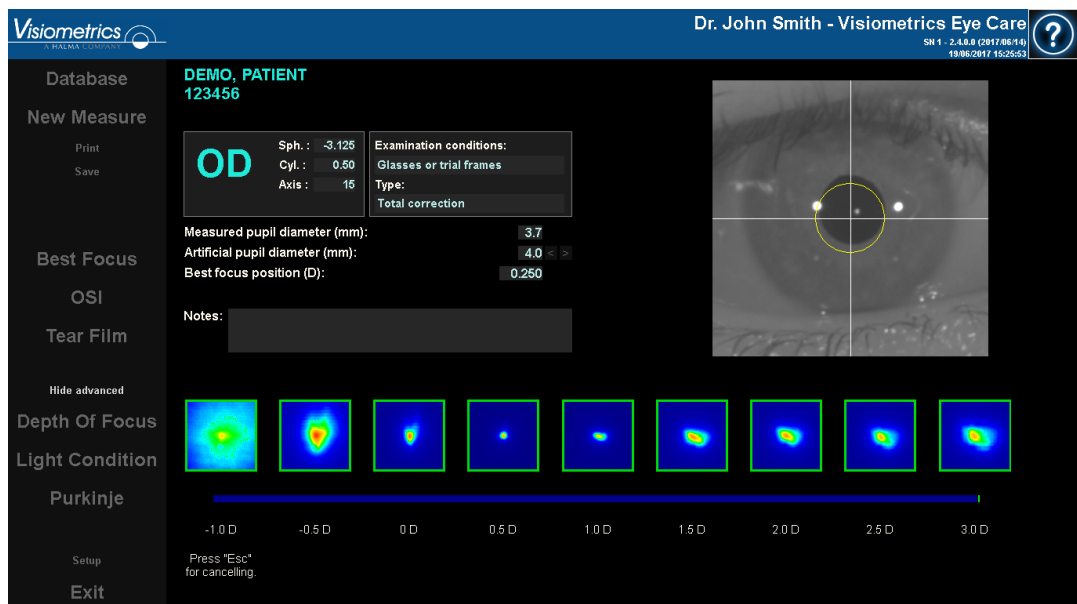 Visiometrics
A HALMA COMPANY
Dr. John Smith - Visiometrics Eye Care
SN 1 - 2.4.0.0 (2017/06/14)
19/06/2017 15:25:53
?
Database
New Measure
Print
Save
Best Focus
OSI
Tear Film
Hide advanced
Depth Of Focus
Light Condition
Purkinje
Setup
Exit
DEMO, PATIENT
123456
OD
Sph. : -3.125
Cyl. : 0.50
Axis : 15
Examination conditions:
Glasses or trial frames
Type:
Total correction
Measured pupil diameter (mm): 3.7
Artificial pupil diameter (mm): 4.0 < >
Best focus position (D): 0.250
Notes:
-1.0 D -0.5 D 0 D 0.5 D 1.0 D 1.5 D 2.0 D 2.5 D 3.0 D
Press "Esc"
for cancelling.